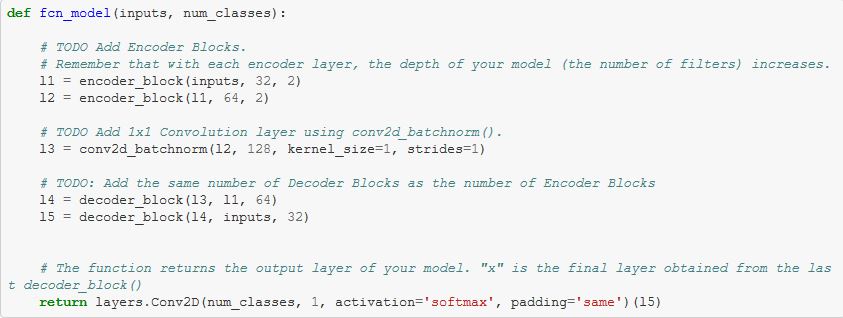 def fcn_model(inputs, num_classes):
# TODO Add Encoder Blocks.
# Remember that with each encoder layer, the depth of your model (the number of filters) increases.
l1 = encoder_block(inputs, 32, 2)
l2 = encoder_block(l1, 64, 2)
# TODO Add 1x1 Convolution layer using conv2d_batchnorm().
l3 = conv2d_batchnorm(l2, 128, kernel_size=1, strides=1)
# TODO: Add the same number of Decoder Blocks as the number of Encoder Blocks
l4 = decoder_block(l3, l1, 64)
l5 = decoder_block(l4, inputs, 32)
# The function returns the output layer of your model. "x" is the final layer obtained from the las
t decoder_block()
return layers.Conv2D(num_classes, 1, activation='softmax', padding='same')(l5)